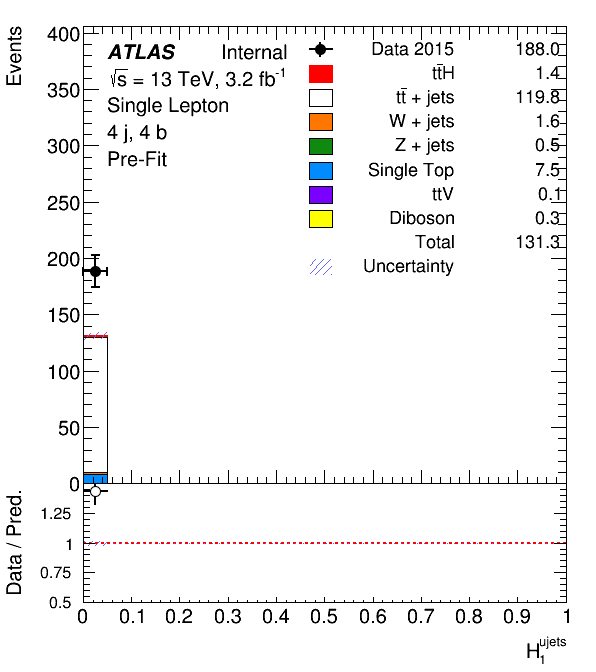 Events
400
350
300
250
200
150
100
50
0
ATLAS Internal
√s = 13 TeV, 3.2 fb⁻¹
Single Lepton
4 j, 4 b
Pre-Fit
Data 2015 188.0
tt̄H 1.4
tt̄ + jets 119.8
W + jets 1.6
Z + jets 0.5
Single Top 7.5
ttV 0.1
Diboson 0.3
Total 131.3
Uncertainty
Data / Pred.
1.25
1
0.75
0.5
0 0.1 0.2 0.3 0.4 0.5 0.6 0.7 0.8 0.9 1
H₁ᵘʲᵉᵗˢ